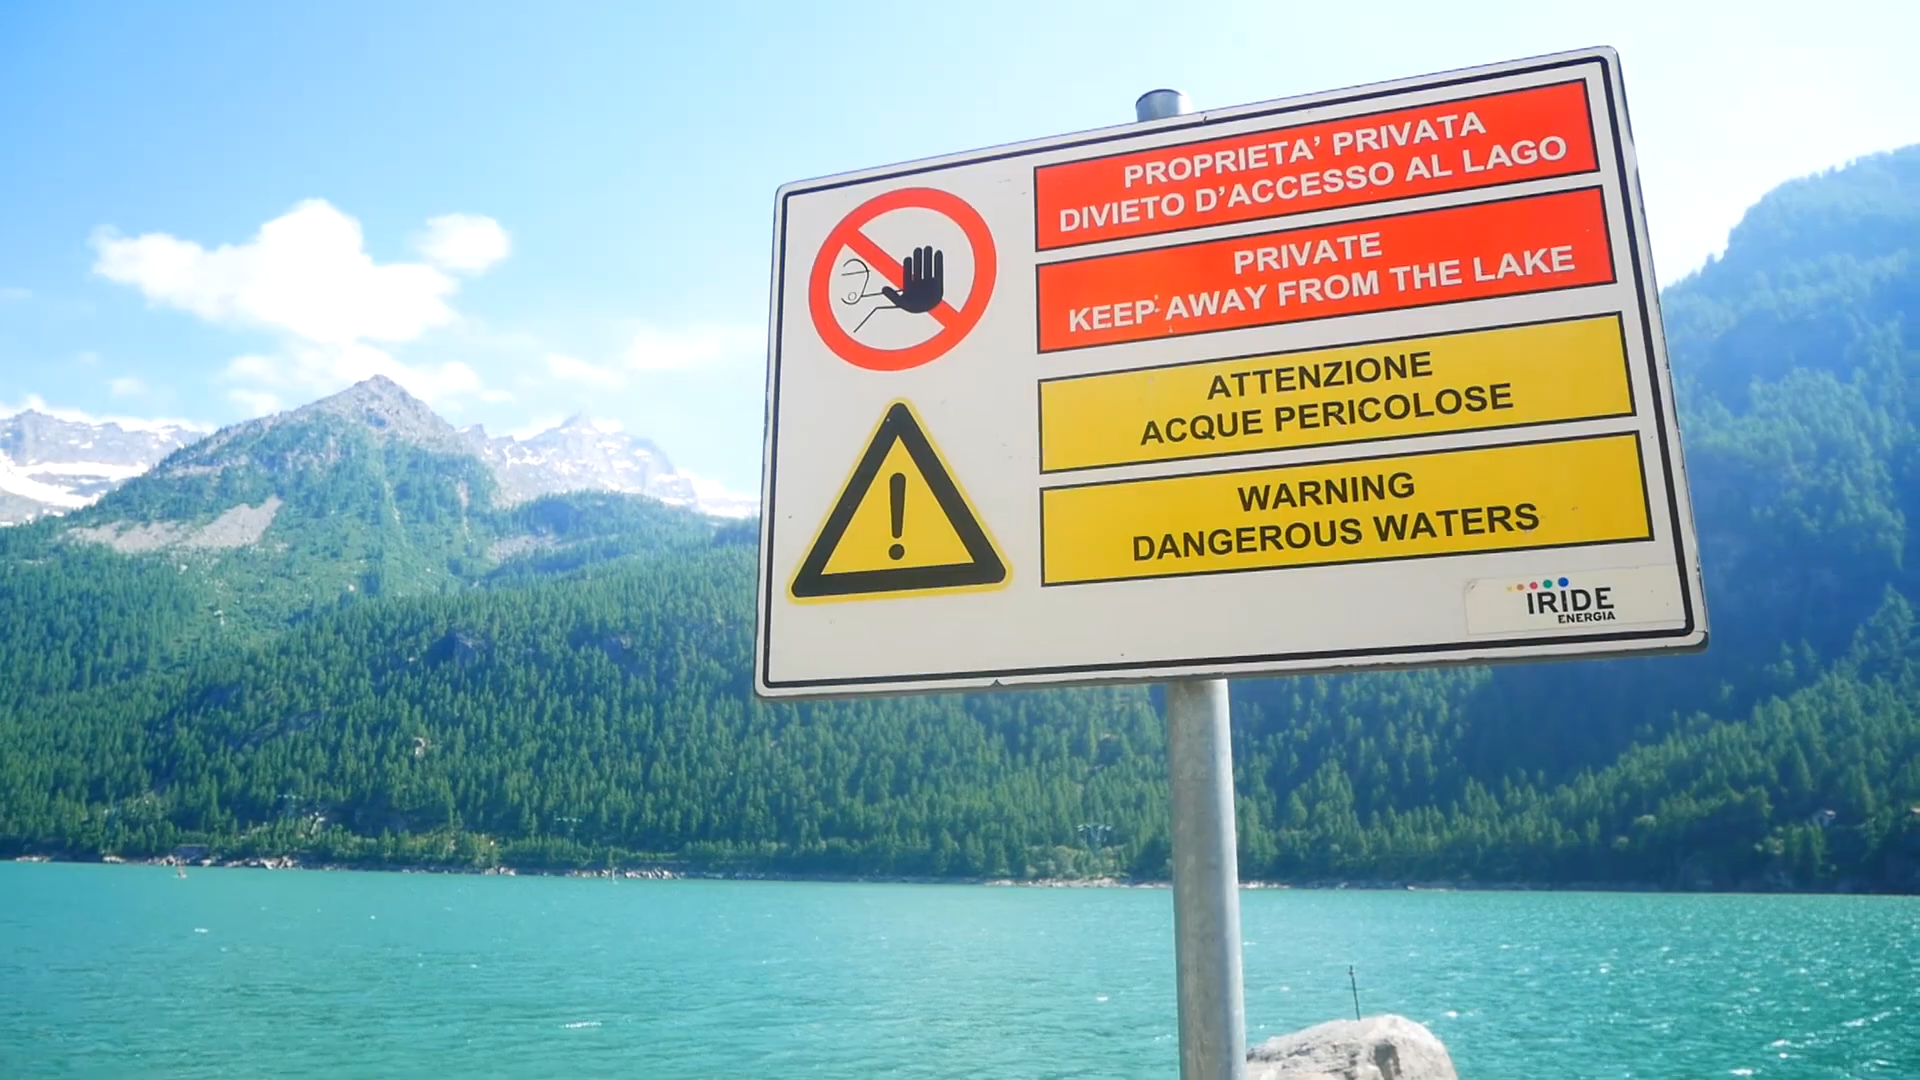 PROPRIETA' PRIVATA
DIVIETO D'ACCESSO AL LAGO
PRIVATE
KEEP AWAY FROM THE LAKE
ATTENZIONE
ACQUE PERICOLOSE
WARNING
DANGEROUS WATERS
IRIDE
ENERGIA